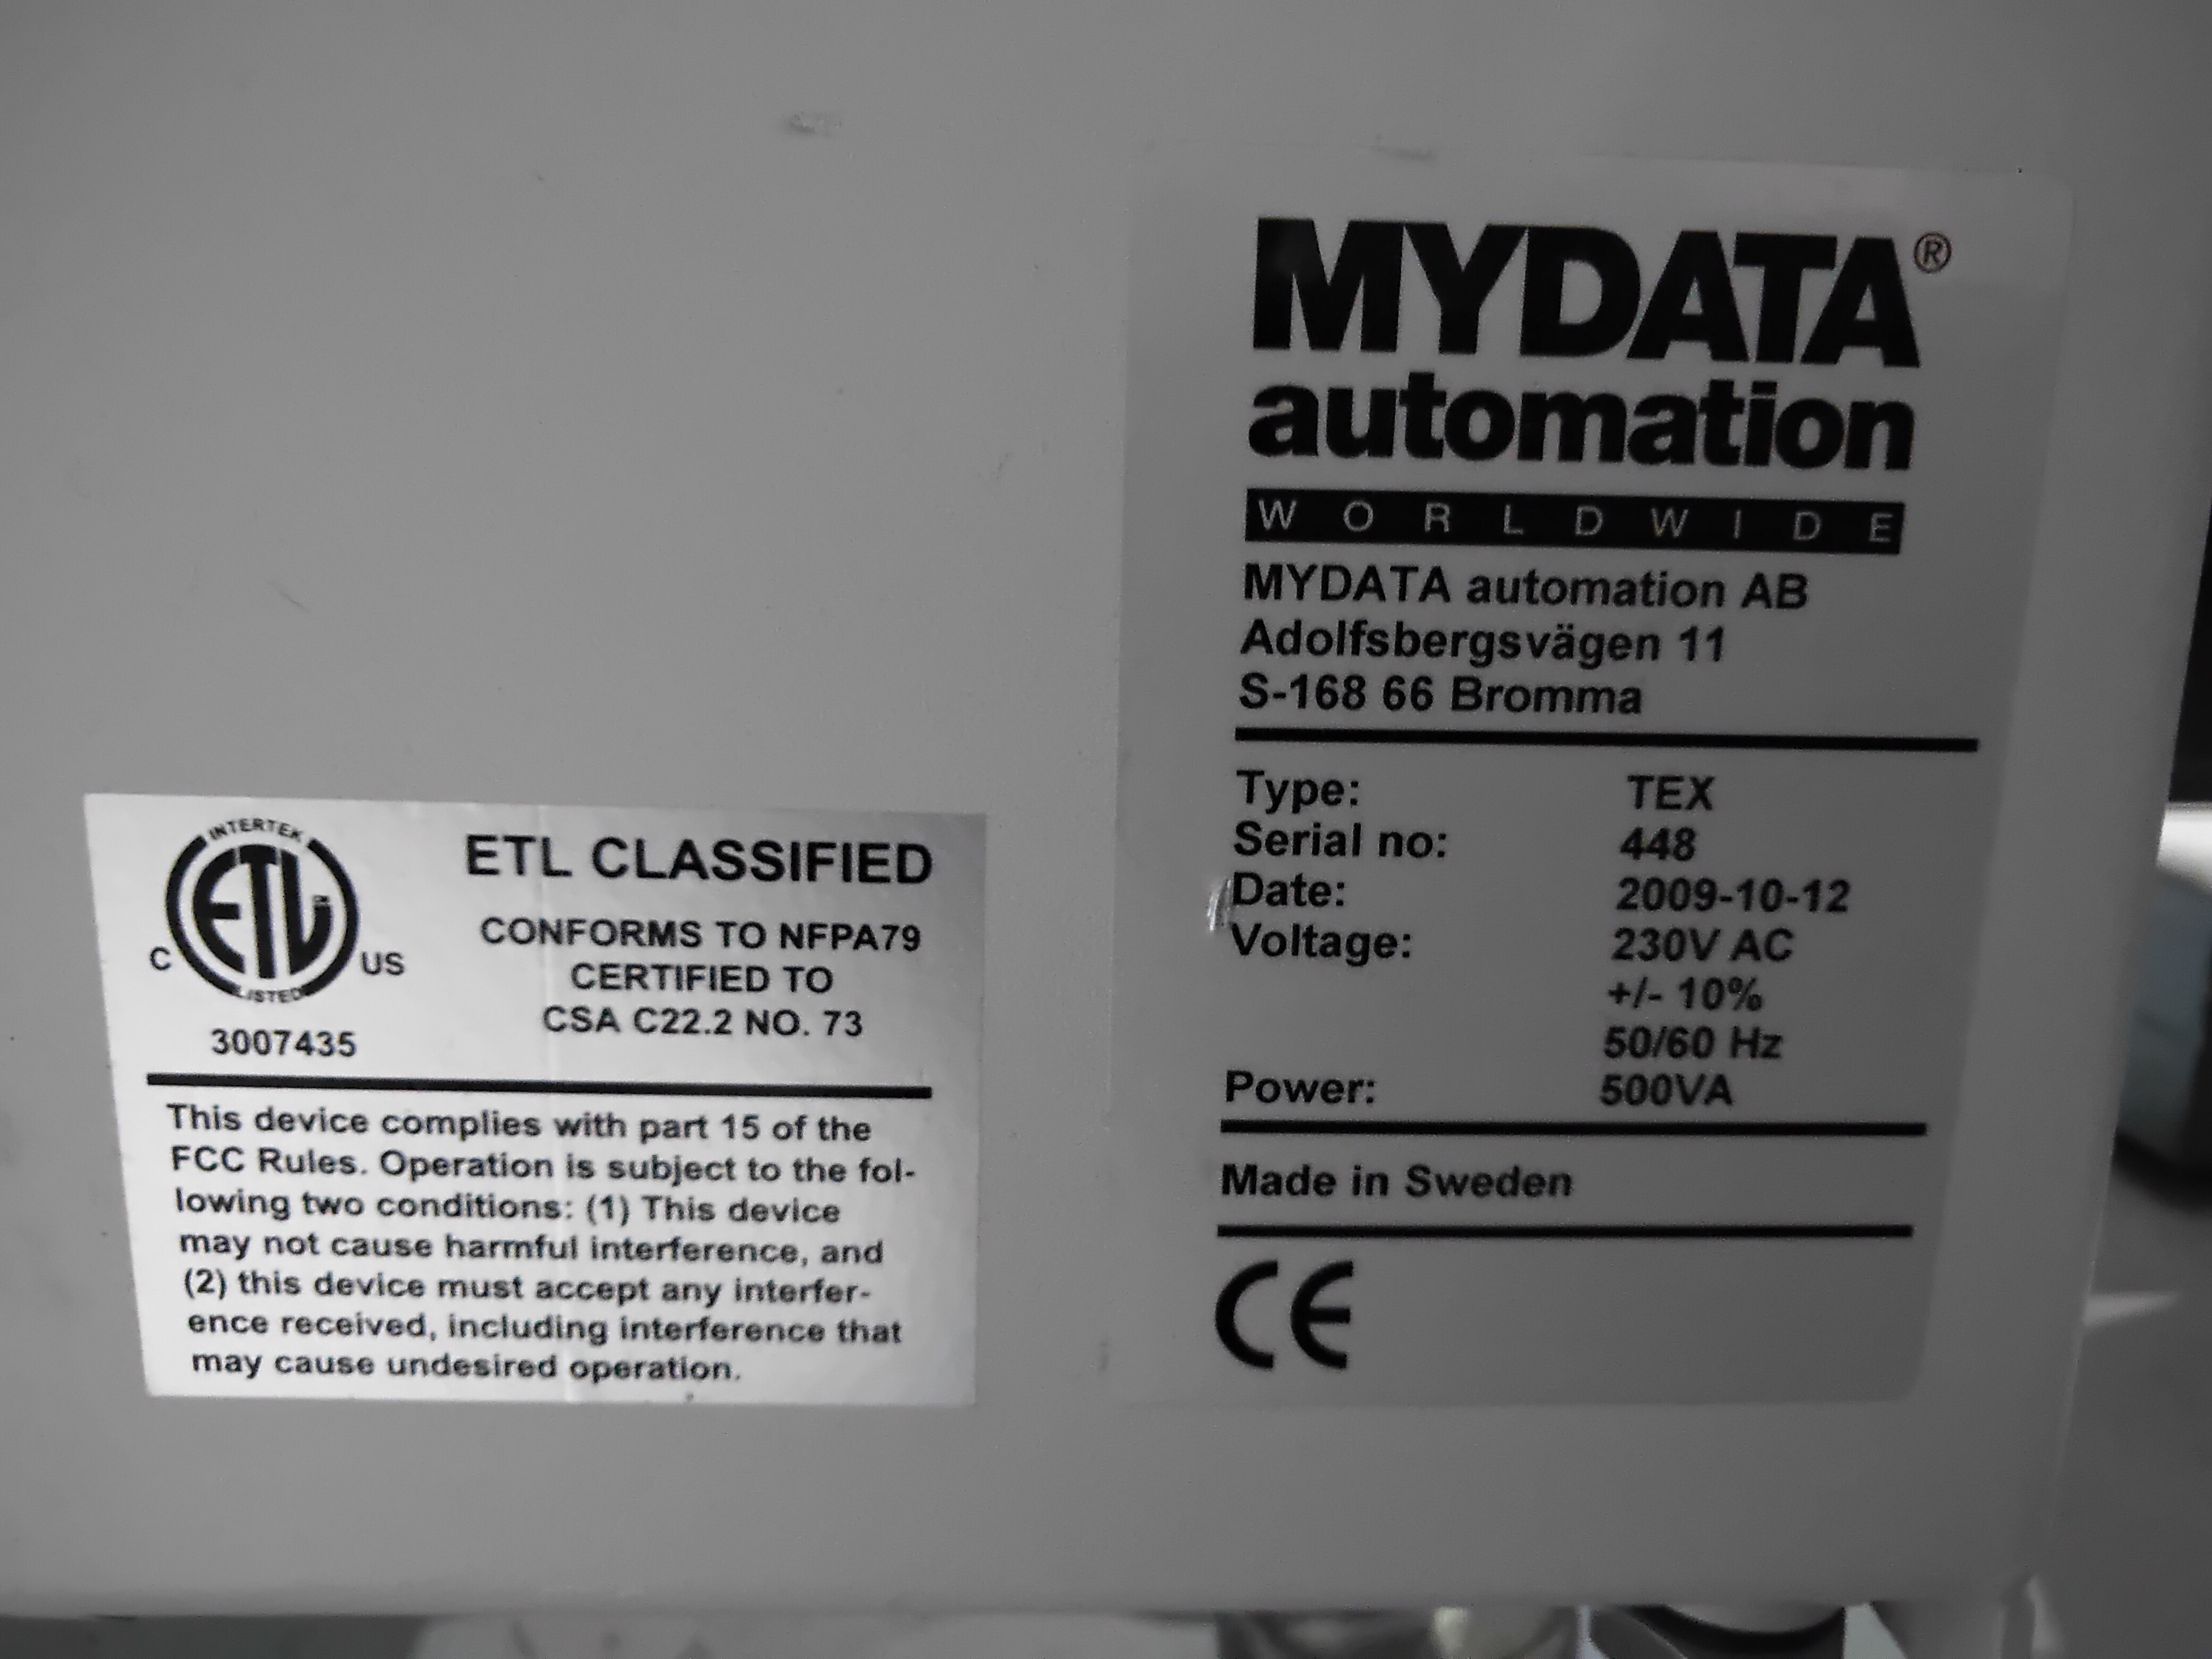 MYDATA®
automation
WORLDWIDE
MYDATA automation AB
Adolfsbergsvägen 11
S-168 66 Bromma
Type: TEX
Serial no: 448
Date: 2009-10-12
Voltage: 230V AC
+/- 10%
50/60 Hz
Power: 500VA
Made in Sweden
CE
INTERTEK
ETL
LISTED
C US
3007435
ETL CLASSIFIED
CONFORMS TO NFPA79
CERTIFIED TO
CSA C22.2 NO. 73
This device complies with part 15 of the
FCC Rules. Operation is subject to the fol-
lowing two conditions: (1) This device
may not cause harmful interference, and
(2) this device must accept any interfer-
ence received, including interference that
may cause undesired operation.